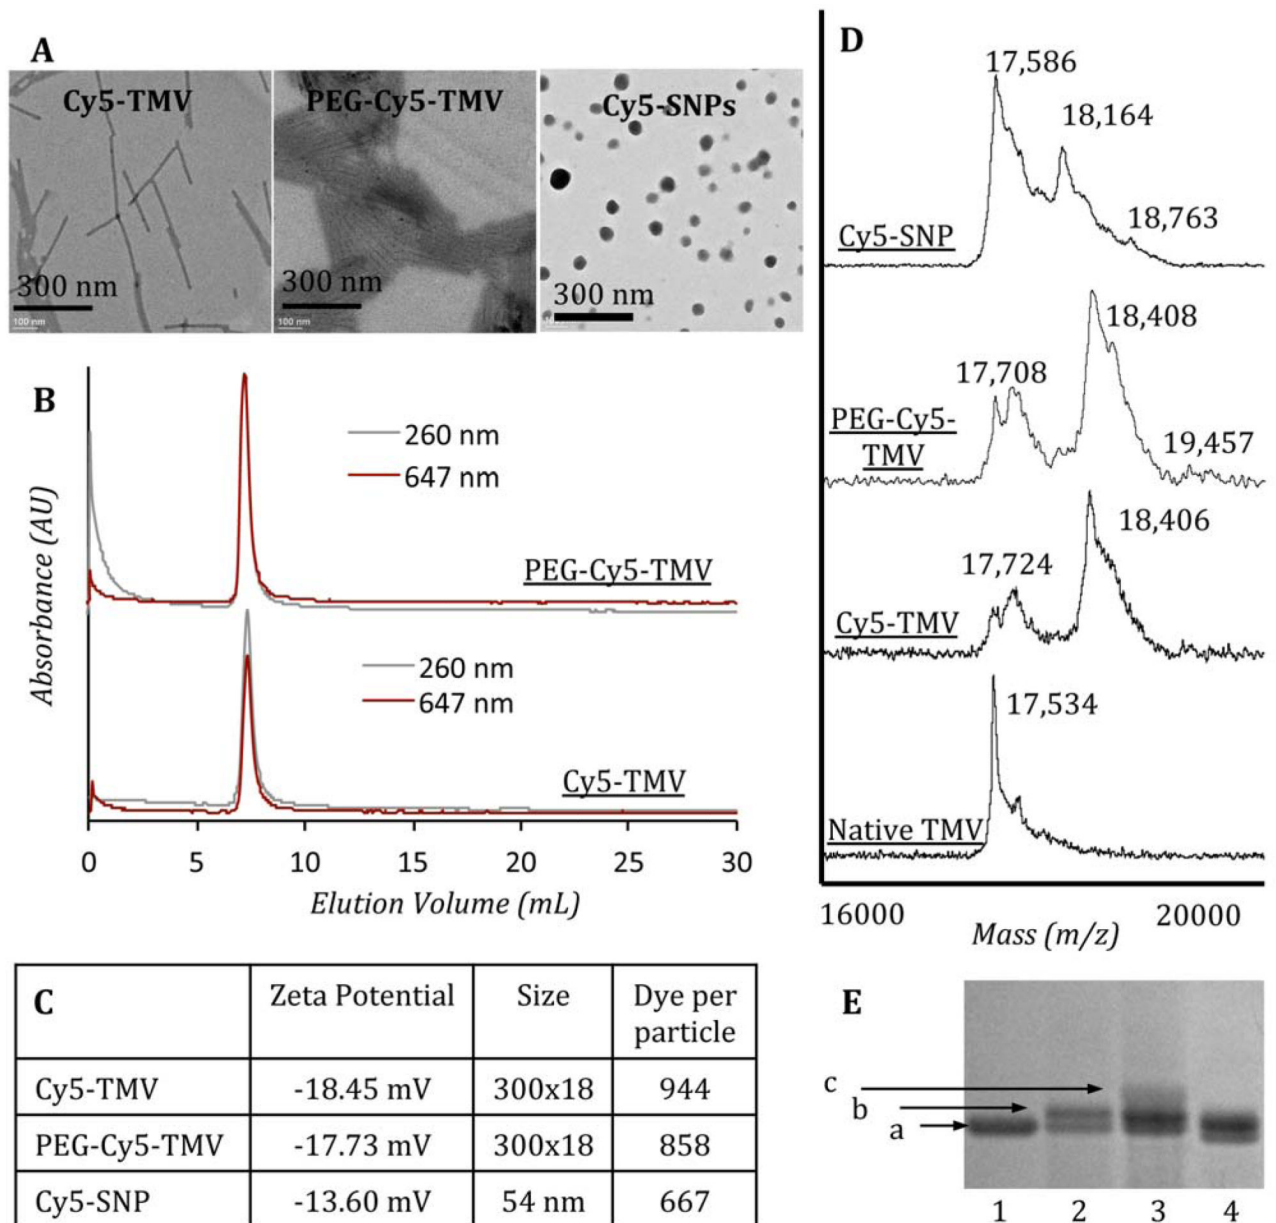 A
Cy5-TMV
300 nm
100 nm
PEG-Cy5-TMV
300 nm
100 nm
Cy5-SNPs
300 nm
B
Absorbance (AU)
260 nm
647 nm
PEG-Cy5-TMV
260 nm
647 nm
Cy5-TMV
0 5 10 15 20 25 30
Elution Volume (mL)
C Zeta Potential Size Dye per particle
Cy5-TMV -18.45 mV 300x18 944
PEG-Cy5-TMV -17.73 mV 300x18 858
Cy5-SNP -13.60 mV 54 nm 667
D
17,586
18,164
18,763
Cy5-SNP
18,408
17,708
19,457
PEG-Cy5-
TMV
18,406
17,724
Cy5-TMV
17,534
Native TMV
16000 20000
Mass (m/z)
E
c
b
a
1 2 3 4